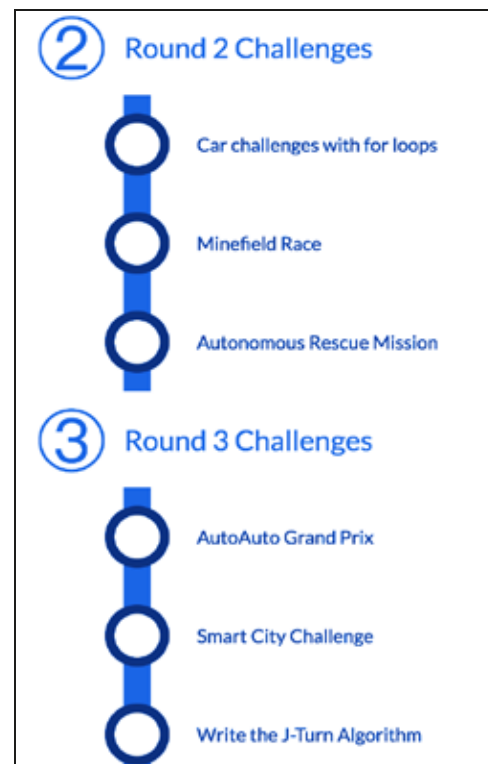 2 Round 2 Challenges
Car challenges with for loops
Minefield Race
Autonomous Rescue Mission
3 Round 3 Challenges
AutoAuto Grand Prix
Smart City Challenge
Write the J-Turn Algorithm